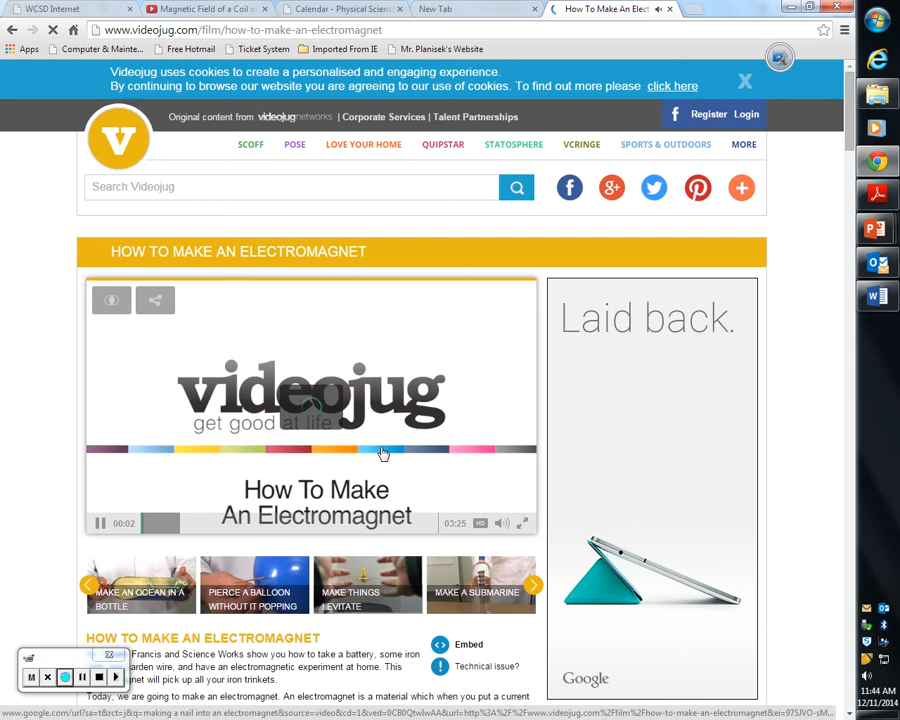 WCSD Internet
Magnetic Field of a Coil o
Calendar - Physical Scien
New Tab
How To Make An Elect
www.videojug.com/film/how-to-make-an-electromagnet
Apps
Computer & Mainte...
Free Hotmail
Ticket System
Imported From IE
Mr. Planisek's Website
Videojug uses cookies to create a personalised and engaging experience.
By continuing to browse our website you are agreeing to our use of cookies. To find out more please click here
X
Original content from videojug networks | Corporate Services | Talent Partnerships
Register Login
V
SCOFF
POSE
LOVE YOUR HOME
QUIPSTAR
STATOSPHERE
VCRINGE
SPORTS & OUTDOORS
MORE
Search Videojug
HOW TO MAKE AN ELECTROMAGNET
videojug
get good at life
How To Make
An Electromagnet
00:02
03:25
HD
Laid back.
Google
MAKE AN OCEAN IN A
BOTTLE
PIERCE A BALLOON
WITHOUT IT POPPING
MAKE THINGS
LEVITATE
MAKE A SUBMARINE
HOW TO MAKE AN ELECTROMAGNET
Francis and Science Works show you how to take a battery, some iron
arden wire, and have an electromagnetic experiment at home. This
gnet will pick up all your iron trinkets.
Today, we are going to make an electromagnet. An electromagnet is a material which when you put a current
Embed
Technical issue?
M
11:44 AM
12/11/2014